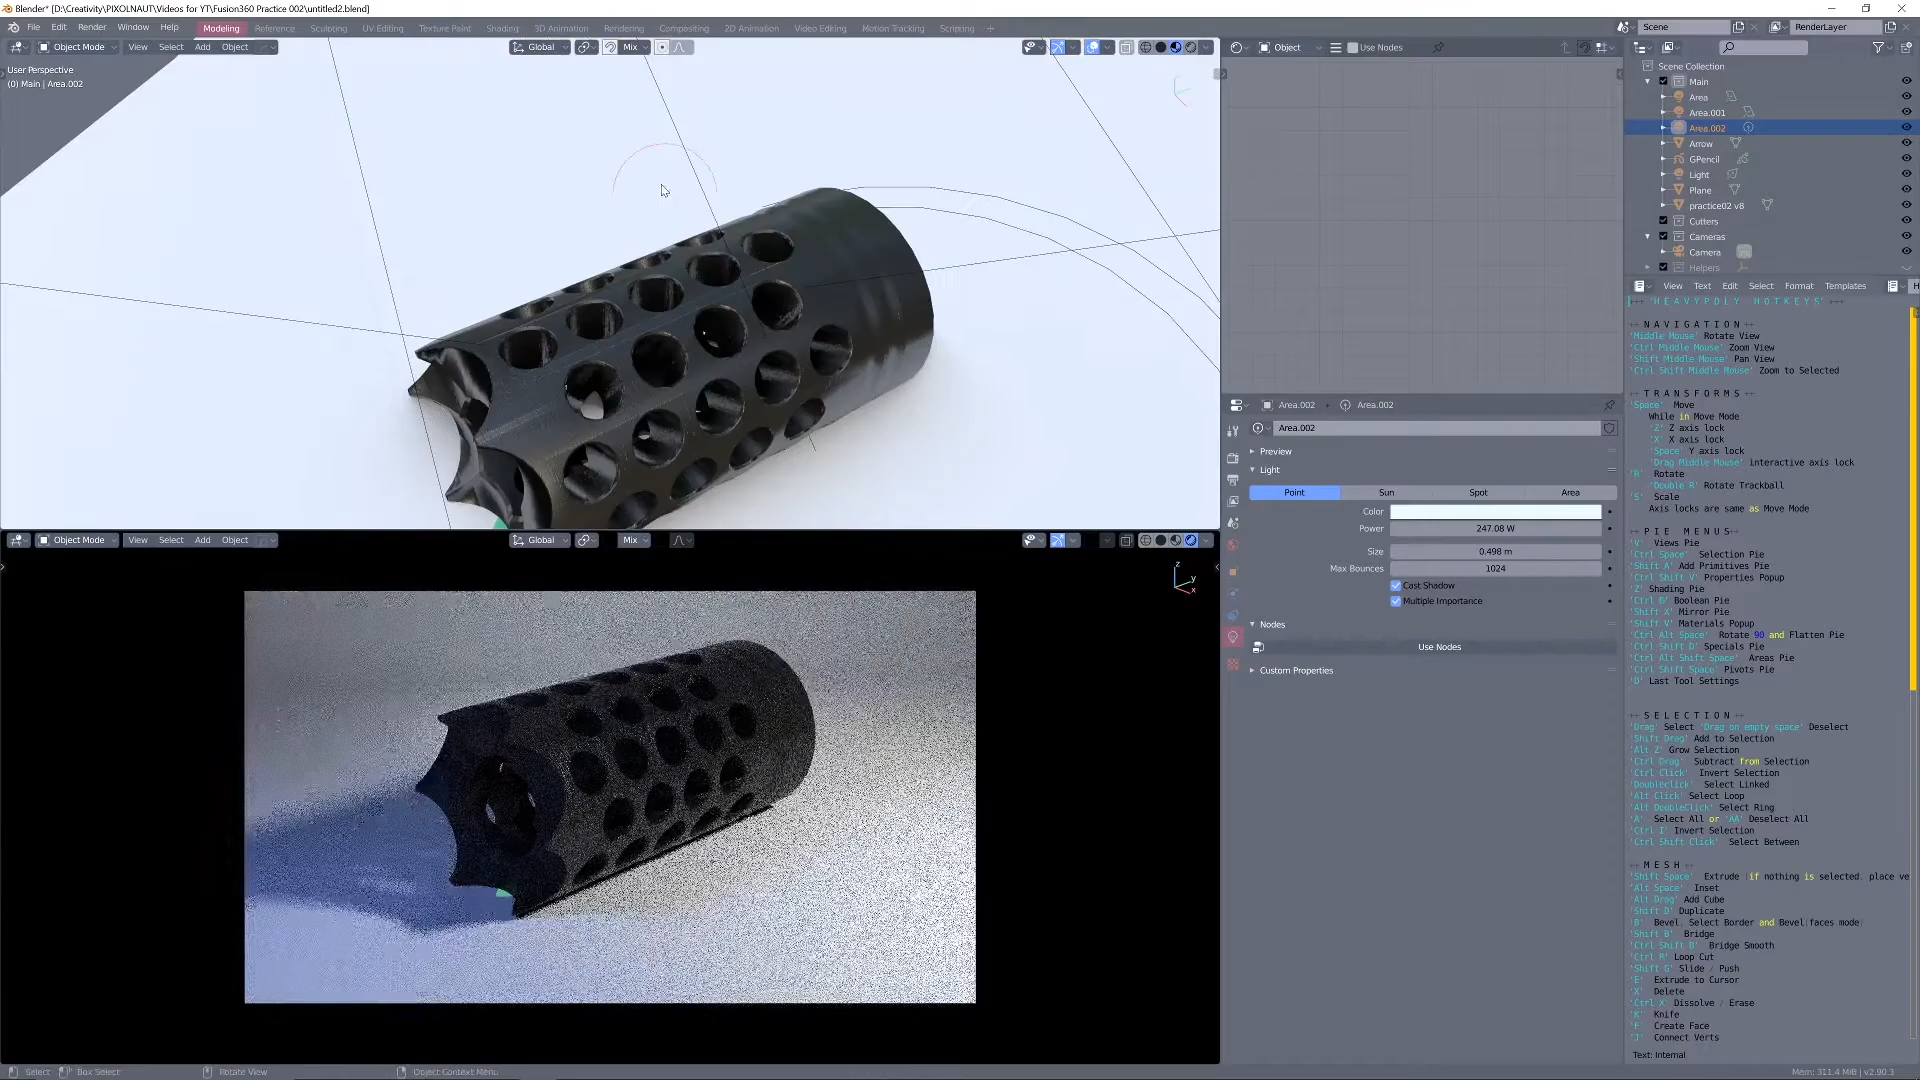 Blender* [D:\Creativity\PIXOLNAUT\Videos for YT\Fusion360 Practice 002\untitled2.blend]
File Edit Render Window Help Modeling Reference Sculpting UV Editing Texture Paint Shading 3D Animation Rendering Compositing 2D Animation Video Editing Motion Tracking Scripting + Scene RenderLayer
Object Mode View Select Add Object Global Mix Object Use Nodes
User Perspective
(0) Main | Area.002
Scene Collection
Main
Area
Area.001
Area.002
Arrow
GPencil
Light
Plane
practice02 v8
Cutters
Cameras
Camera
Helpers
View Text Edit Select Format Templates H
'HEAVYPOLY HOTKEYS'
NAVIGATION
'Middle Mouse' Rotate View
'Ctrl Middle Mouse' Zoom View
'Shift Middle Mouse' Pan View
'Ctrl Shift Middle Mouse' Zoom to Selected
TRANSFORMS
'Space' Move
While in Move Mode
'Z' Z axis lock
'X' X axis lock
'Space' Y axis lock
'Drag Middle Mouse' interactive axis lock
'R' Rotate
'Double R' Rotate Trackball
'S' Scale
Axis locks are same as Move Mode
PIE MENUS
'V' Views Pie
'Ctrl Space' Selection Pie
'Shift A' Add Primitives Pie
'Ctrl Shift V' Properties Popup
'Z' Shading Pie
'Ctrl B' Boolean Pie
'Shift X' Mirror Pie
'Shift V' Materials Popup
'Ctrl Alt Space' Rotate 90 and Flatten Pie
'Ctrl Shift D' Specials Pie
'Ctrl Alt Shift Space' Areas Pie
'Ctrl Shift Space' Pivots Pie
'D' Last Tool Settings
SELECTION
'Drag' Select 'Drag on empty space' Deselect
'Shift Drag' Add to Selection
'Alt Z' Grow Selection
'Ctrl Drag' Subtract from Selection
'Ctrl Click' Invert Selection
'Doubleclick' Select Linked
'Alt Click' Select Loop
'Alt DoubleClick' Select Ring
'A' Select All or 'AA' Deselect All
'Ctrl I' Invert Selection
'Ctrl Shift Click' Select Between
MESH
'Shift Space' Extrude (if nothing is selected, place ve
'Alt Space' Inset
'Alt Drag' Add Cube
'Shift D' Duplicate
'B' Bevel, Select Border and Bevel(faces mode)
'Shift B' Bridge
'Ctrl Shift B' Bridge Smooth
'Ctrl R' Loop Cut
'Shift G' Slide / Push
'E' Extrude to Cursor
'X' Delete
'Ctrl X' Dissolve / Erase
'K' Knife
'F' Create Face
'J' Connect Verts
Text: Internal
Area.002 Area.002
Area.002
Preview
Light
Point Sun Spot Area
Color
Power 247.08 W
Size 0.498 m
Max Bounces 1024
Cast Shadow
Multiple Importance
Nodes
Use Nodes
Custom Properties
Object Mode View Select Add Object Global Mix
z
y
x
Select Box Select Rotate View Object Context Menu Mem: 311.4 MiB | v2.90.3